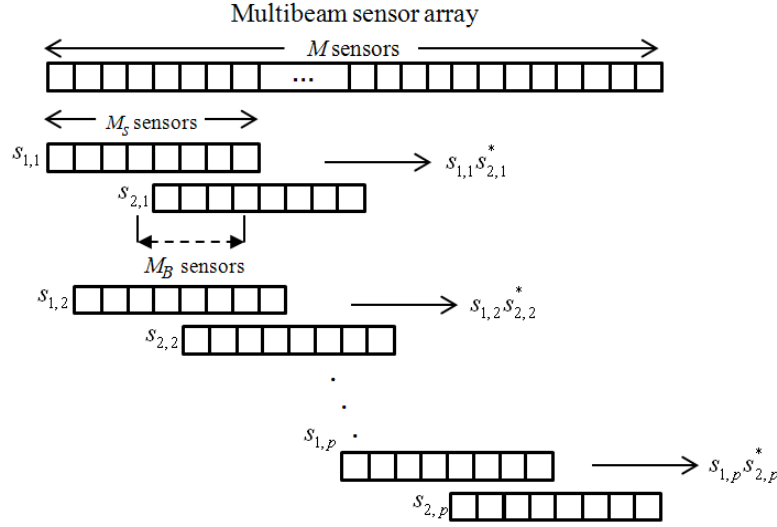 Multibeam sensor array
M sensors
...
M_s sensors
s_{1,1}
s_{1,1} s^*_{2,1}
s_{2,1}
M_B sensors
s_{1,2}
s_{1,2} s^*_{2,2}
s_{2,2}
s_{1,p}
s_{1,p} s^*_{2,p}
s_{2,p}